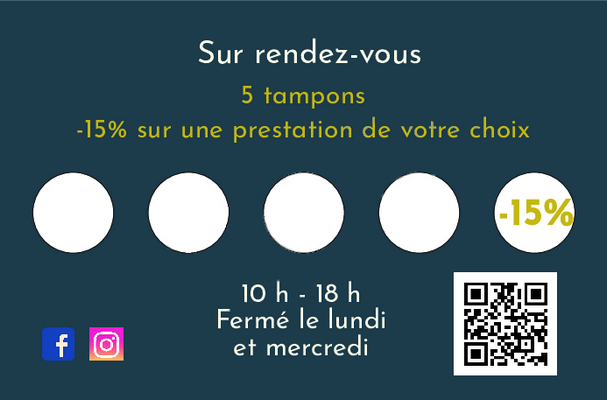 Sur rendez-vous
5 tampons
-15% sur une prestation de votre choix
-15%
10 h - 18 h
Fermé le lundi
et mercredi